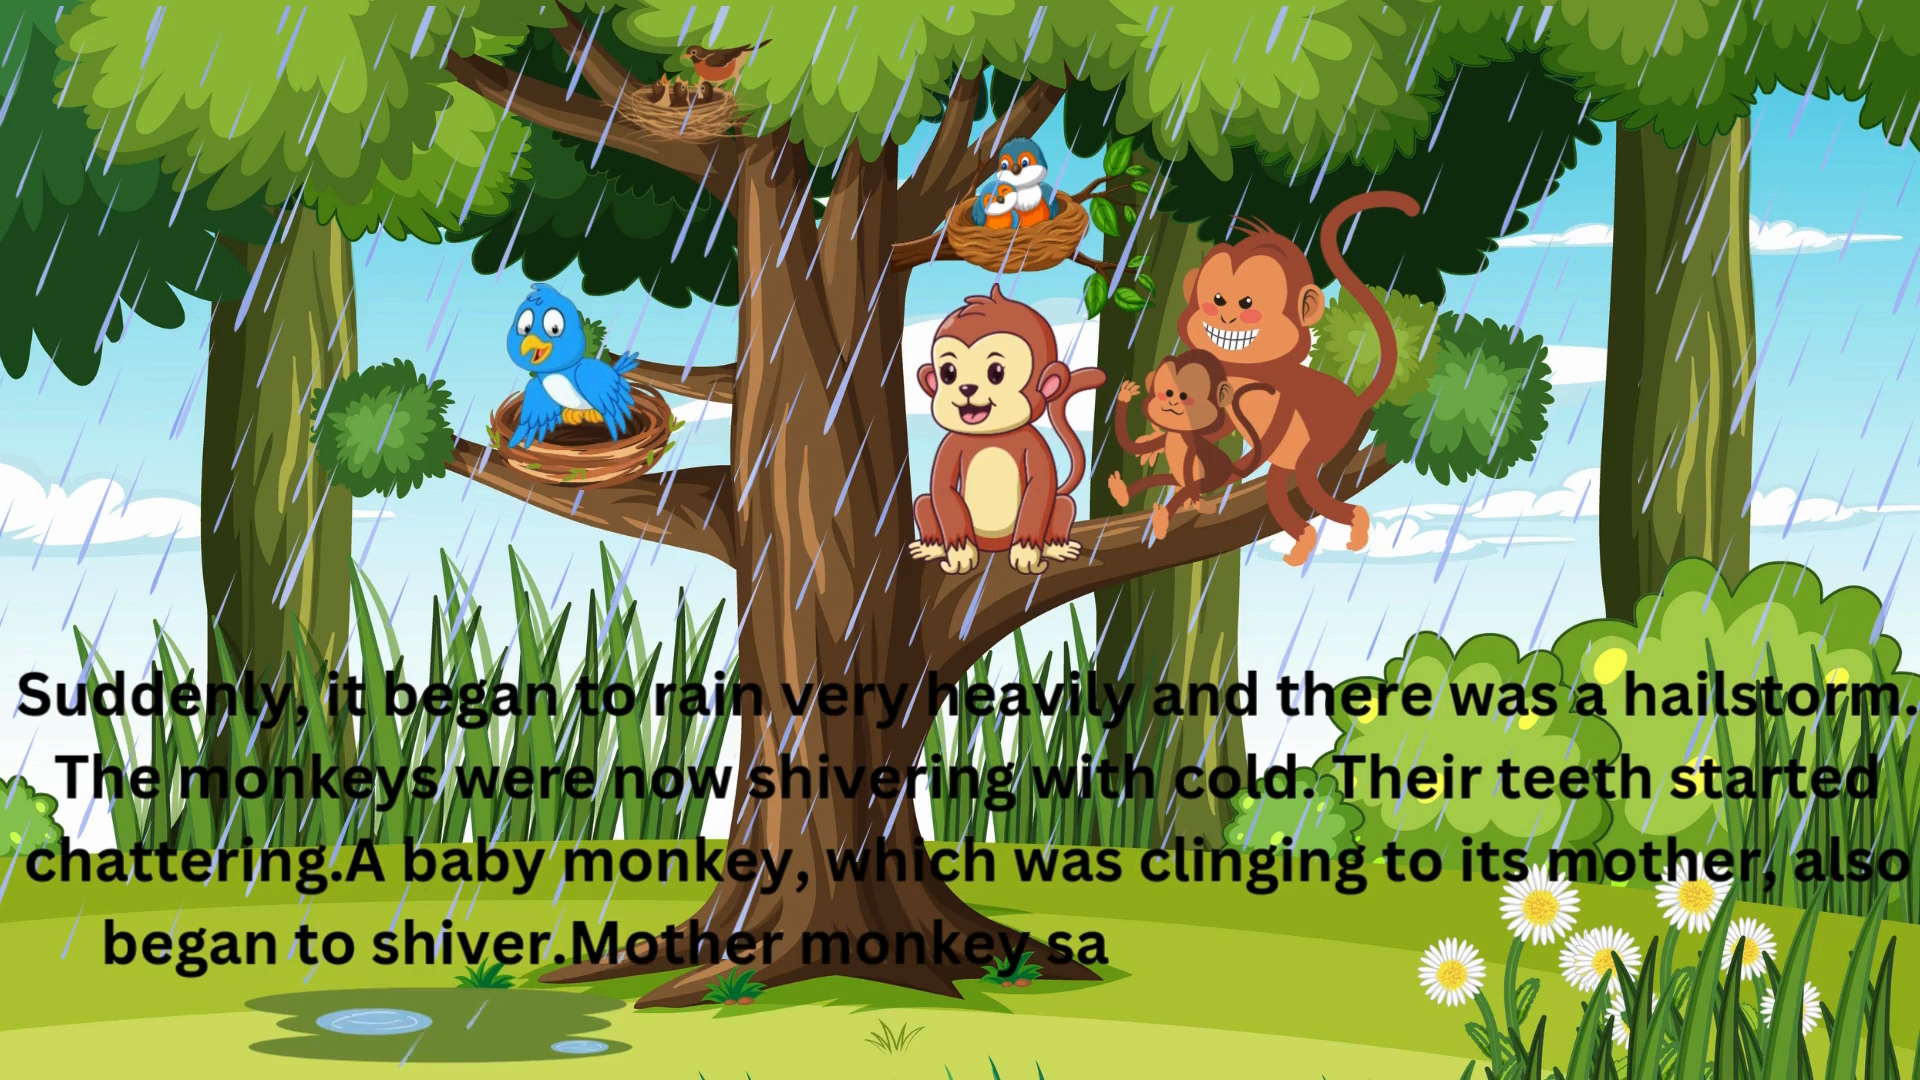 Suddenly, it began to rain very heavily and there was a hailstorm.
The monkeys were now shivering with cold. Their teeth started
chattering.A baby monkey, which was clinging to its mother, also
began to shiver.Mother monkey sa